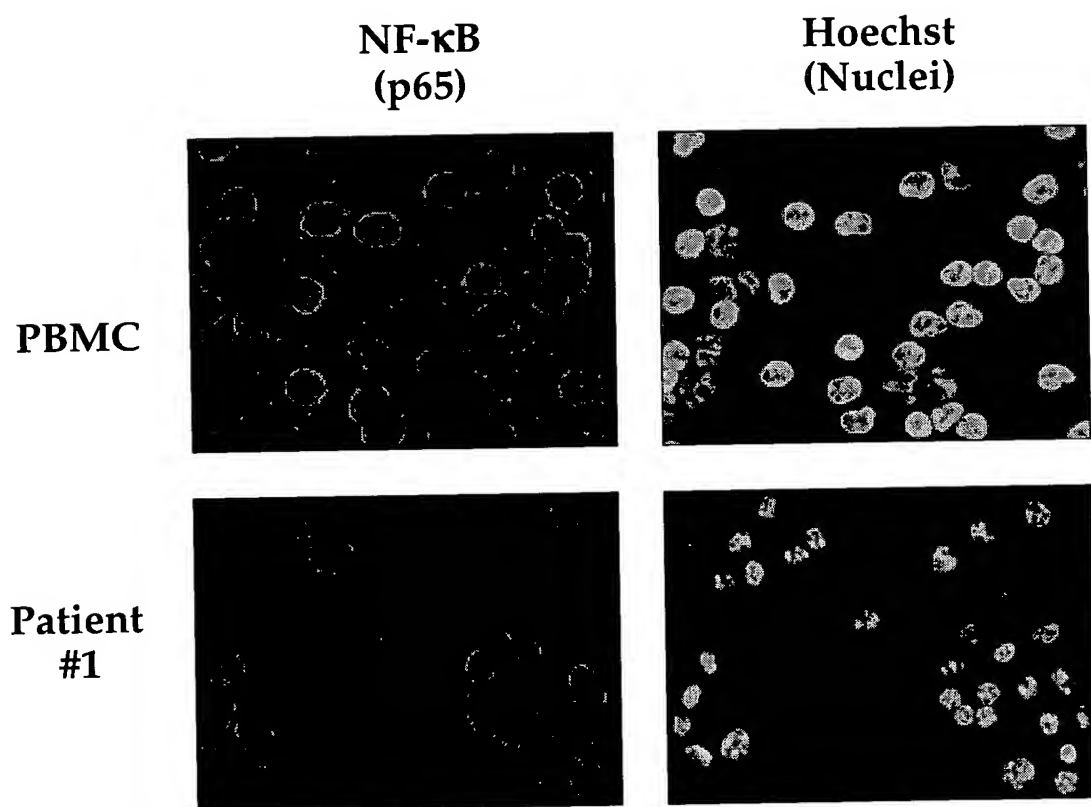 NF-κB
(p65)
Hoechst
(Nuclei)
PBMC
Patient
#1